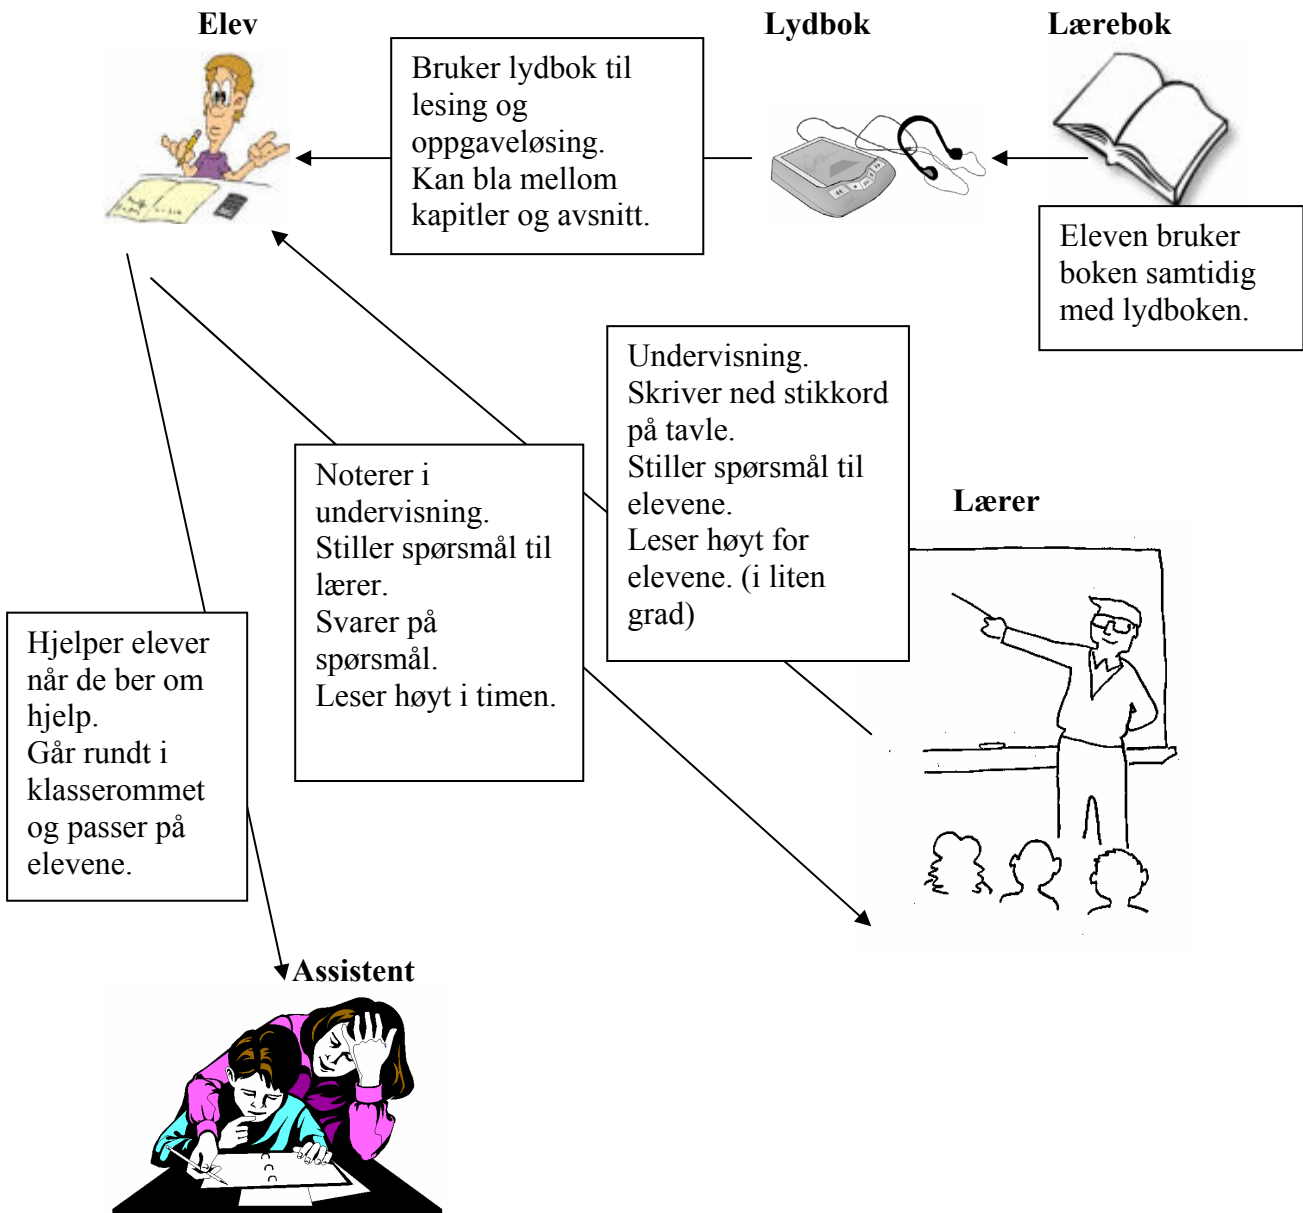 Elev
Lydbok
Lærebok
Bruker lydbok til
lesing og
oppgaveløsing.
Kan bla mellom
kapitler og avsnitt.
Eleven bruker
boken samtidig
med lydboken.
Undervisning.
Skriver ned stikkord
på tavle.
Stiller spørsmål til
elevene.
Leser høyt for
elevene. (i liten
grad)
Noterer i
undervisning.
Stiller spørsmål til
lærer.
Svarer på
spørsmål.
Leser høyt i timen.
Lærer
Hjelper elever
når de ber om
hjelp.
Går rundt i
klasserommet
og passer på
elevene.
Assistent